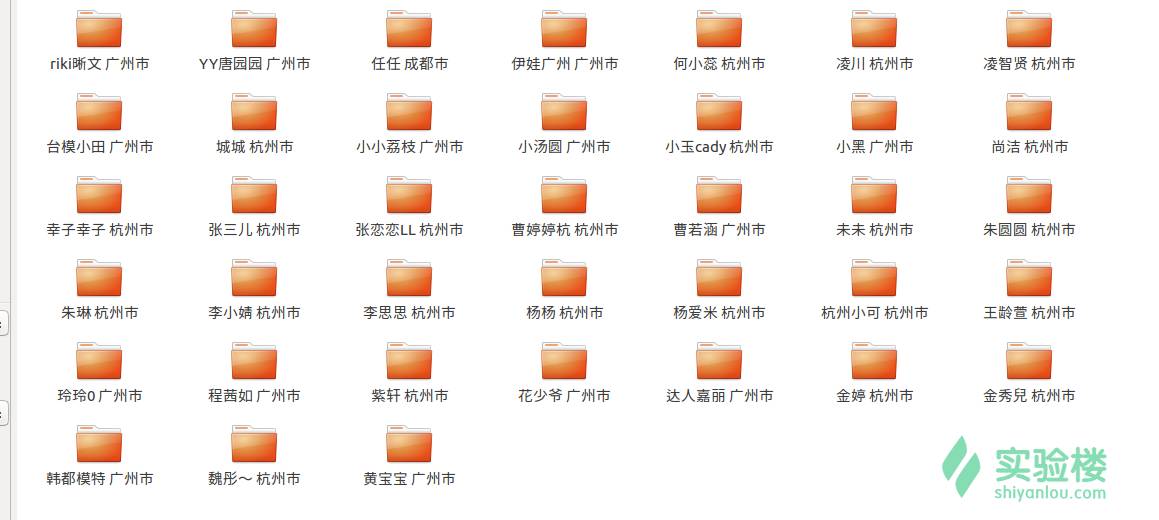 riki晰文 广州市
YY唐园园 广州市
任任 成都市
伊娃广州 广州市
何小蕊 杭州市
凌川 杭州市
凌智贤 杭州市
台模小田 广州市
城城 杭州市
小小荔枝 广州市
小汤圆 广州市
小玉cady 杭州市
小黑 广州市
尚洁 杭州市
幸子幸子 杭州市
张三儿 杭州市
张恋恋LL 杭州市
曹婷婷杭 杭州市
曹若涵 广州市
未未 杭州市
朱圆圆 杭州市
朱琳 杭州市
李小婧 杭州市
李思思 杭州市
杨杨 杭州市
杨爱米 杭州市
杭州小可 杭州市
王龄萱 杭州市
玲玲0 广州市
程茜如 广州市
紫轩 杭州市
花少爷 广州市
达人嘉丽 广州市
金婷 杭州市
金秀兒 杭州市
韩都模特 广州市
魏彤～ 杭州市
黄宝宝 广州市
实验楼
shiyanlou.com